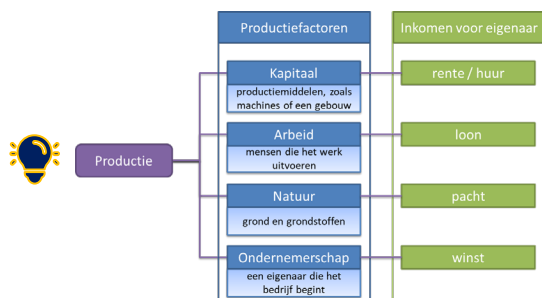 Productiefactoren
Inkomen voor eigenaar
Kapitaal
productiemiddelen, zoals
machines of een gebouw
rente / huur
Arbeid
mensen die het werk
uitvoeren
loon
Productie
Natuur
grond en grondstoffen
pacht
Ondernemerschap
een eigenaar die het
bedrijf begint
winst